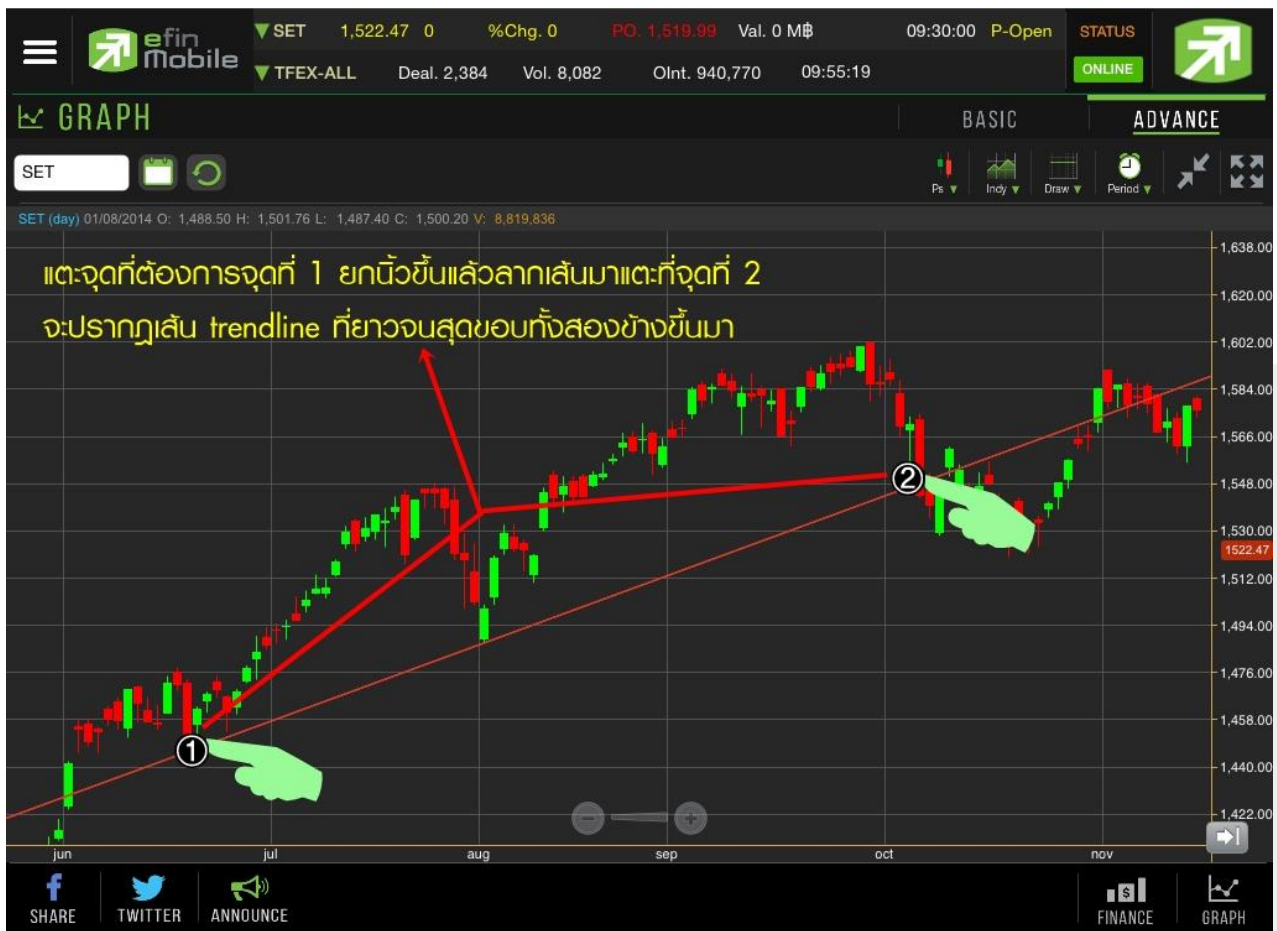 efin Mobile
▼ SET 1,522.47 0 %Chg. 0 PO. 1,519.99 Val. 0 M฿ 09:30:00 P-Open STATUS
▼ TFEX-ALL Deal. 2,384 Vol. 8,082 OInt. 940,770 09:55:19 ONLINE
GRAPH BASIC ADVANCE
SET Ps ▼ Indy ▼ Draw ▼ Period ▼
SET (day) 01/08/2014 O: 1,488.50 H: 1,501.76 L: 1,487.40 C: 1,500.20 V: 8,819,836
แตะจุดที่ต้องการจุดที่ 1 ยกนิ้วขึ้นแล้วลากเส้นมาแตะที่จุดที่ 2
จะปรากฏเส้น trendline ที่ยาวจนสุดขอบทั้งสองข้างขึ้นมา
1,638.00
1,620.00
1,602.00
1,584.00
1,566.00
1,548.00
1,530.00
1522.47
1,512.00
1,494.00
1,476.00
1,458.00
1,440.00
1,422.00
2
1
jun jul aug sep oct nov
SHARE TWITTER ANNOUNCE FINANCE GRAPH